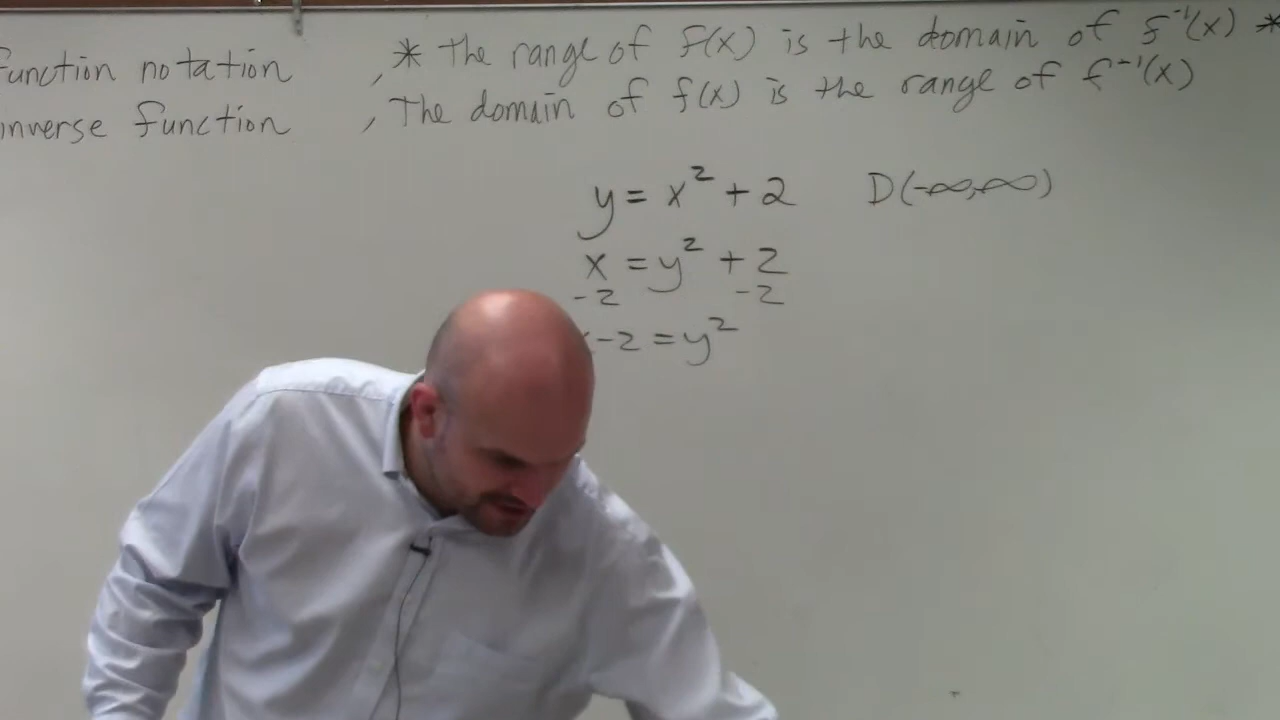 function notation , * The range of f(x) is the domain of f⁻¹(x) *
inverse function , The domain of f(x) is the range of f⁻¹(x)
y = x² + 2 D(-∞,∞)
x = y² + 2
-2 -2
-2 = y²